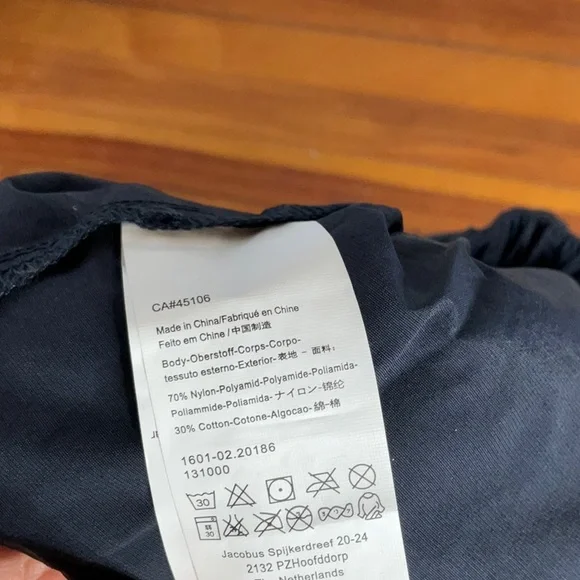 CA#45106
Made in China/Fabriqué en Chine
Feito em Chine /中国制造
Body-Oberstoff-Corps-Corpo-
tessuto esterno-Exterior-表地 - 面料:
70% Nylon-Polyamid-Polyamide-Poliamida-
Poliammide-Poliamida- ナイロン-锦纶
30% Cotton-Cotone-Algocao-綿-棉
1601-02.20186
131000
30
30
Jacobus Spijkerdreef 20-24
2132 PZHoofddorp
The Netherlands